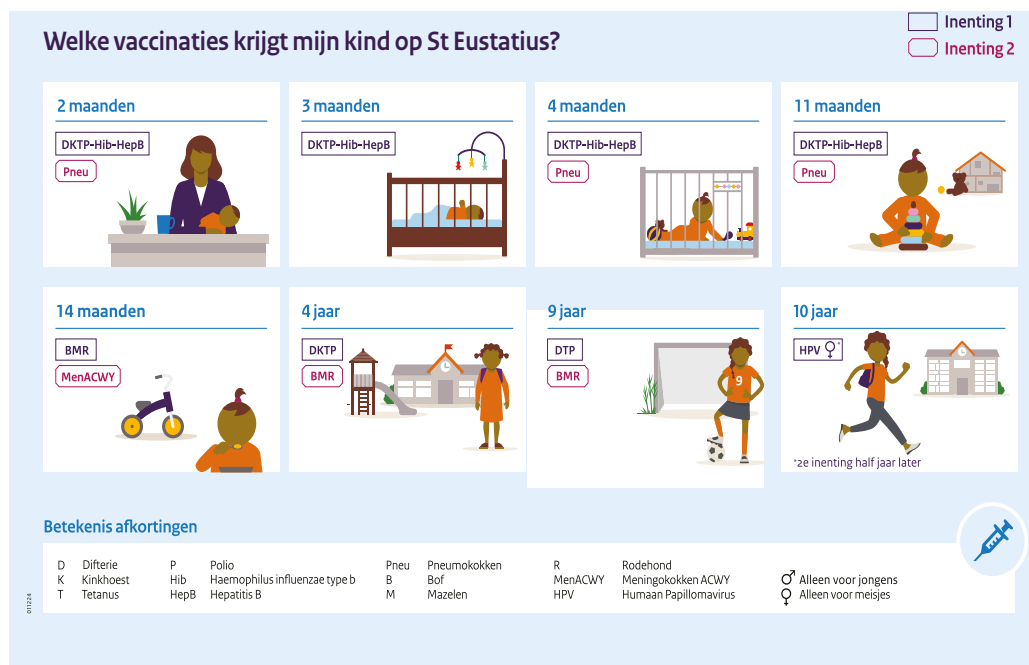 Welke vaccinaties krijgt mijn kind op St Eustatius?
Inenting 1
Inenting 2
2 maanden
DKTP-Hib-HepB
Pneu
3 maanden
DKTP-Hib-HepB
4 maanden
DKTP-Hib-HepB
Pneu
11 maanden
DKTP-Hib-HepB
Pneu
14 maanden
BMR
MenACWY
4 jaar
DKTP
BMR
9 jaar
DTP
BMR
9
10 jaar
HPV ♀*
*2e inenting half jaar later
Betekenis afkortingen
D Difterie
K Kinkhoest
T Tetanus
P Polio
Hib Haemophilus influenzae type b
HepB Hepatitis B
Pneu Pneumokokken
B Bof
M Mazelen
R Rodehond
MenACWY Meningokokken ACWY
HPV Humaan Papillomavirus
♂ Alleen voor jongens
♀ Alleen voor meisjes
011224